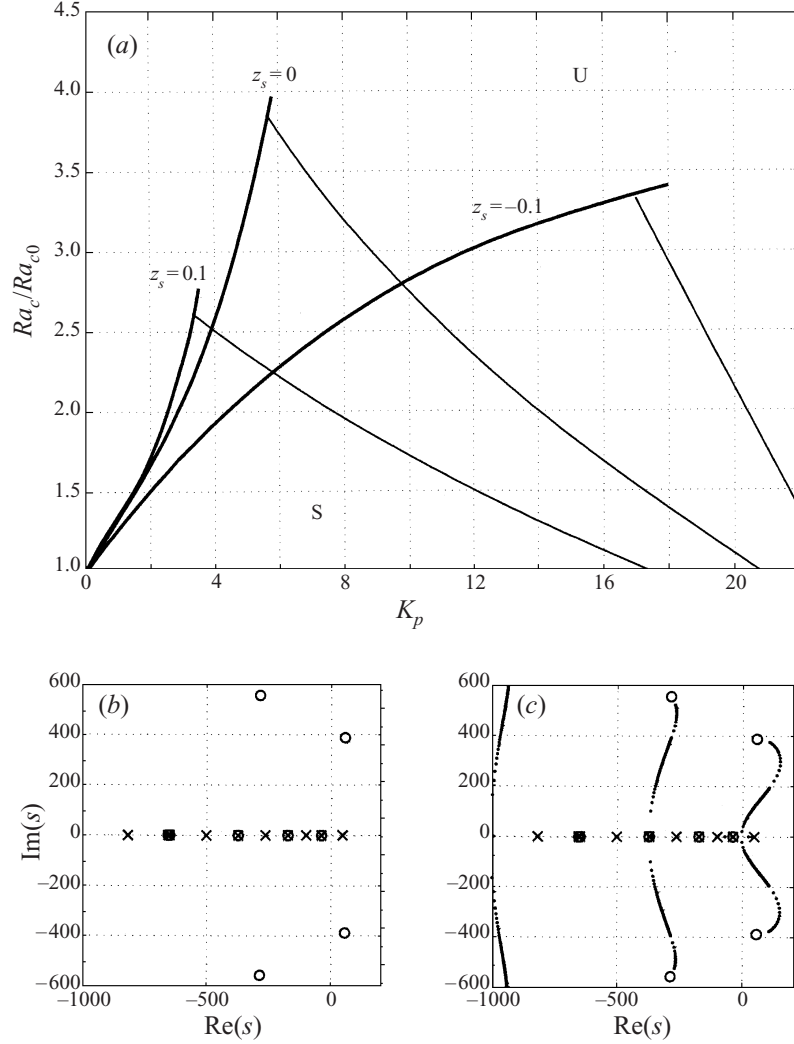 4.5
(a)
z_s = 0
U
4.0
3.5
z_s = −0.1
3.0
z_s = 0.1
Ra_c/Ra_c0
2.5
2.0
1.5
S
1.0
0 4 8 12 16 20
K_p
600
(b)
400
200
0
−200
−400
−600
Im(s)
−1000 −500 0
Re(s)
600
(c)
400
200
0
−200
−400
−600
−1000 −500 0
Re(s)